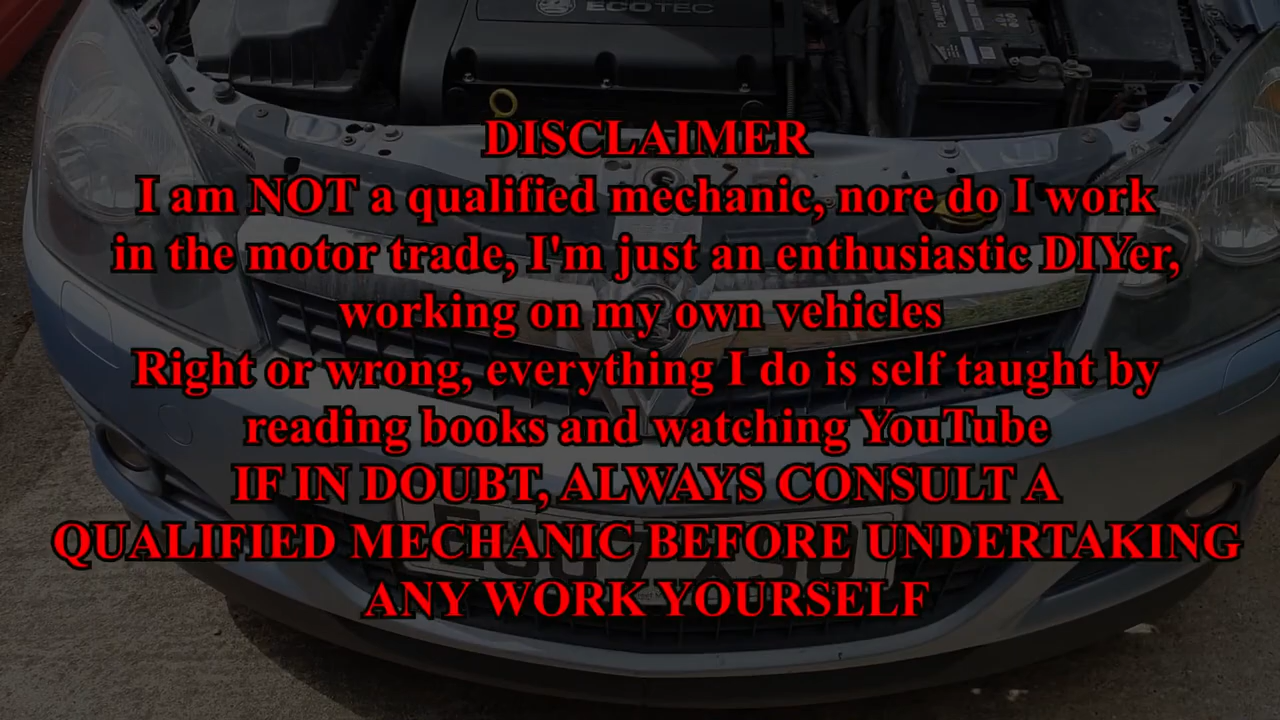 ECOTEC
DISCLAIMER
I am NOT a qualified mechanic, nore do I work
in the motor trade, I'm just an enthusiastic DIYer,
working on my own vehicles
Right or wrong, everything I do is self taught by
reading books and watching YouTube
IF IN DOUBT, ALWAYS CONSULT A
QUALIFIED MECHANIC BEFORE UNDERTAKING
ANY WORK YOURSELF